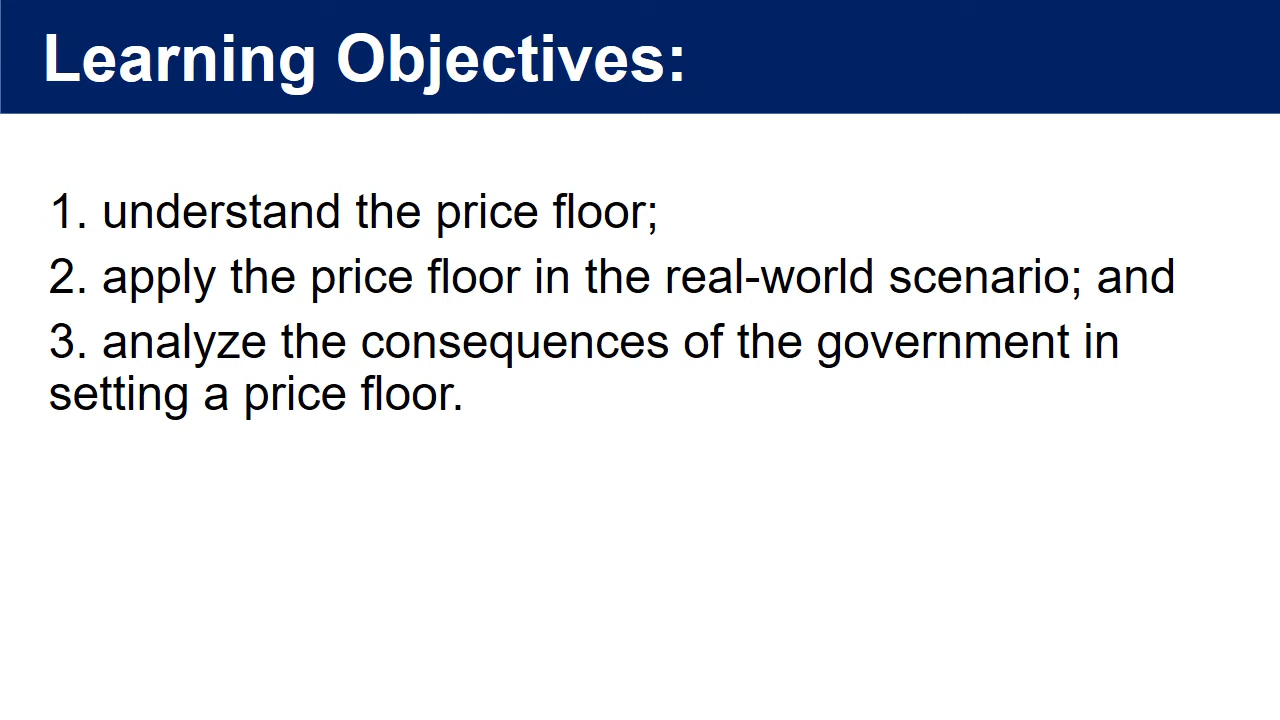 Learning Objectives:
1. understand the price floor;
2. apply the price floor in the real-world scenario; and
3. analyze the consequences of the government in
setting a price floor.